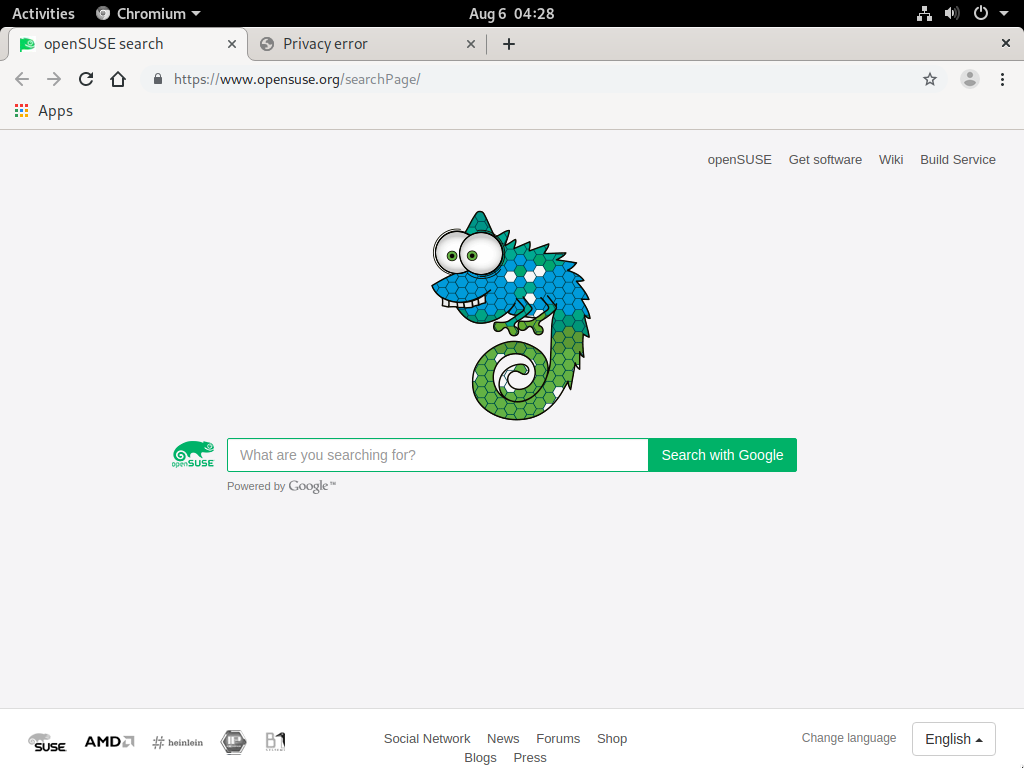 Activities Chromium Aug 6 04:28
openSUSE search Privacy error
https://www.opensuse.org/searchPage/
Apps
openSUSE Get software Wiki Build Service
openSUSE What are you searching for? Search with Google
Powered by Google™
SUSE AMD #heinlein IP B1 Social Network News Forums Shop Change language English
Blogs Press